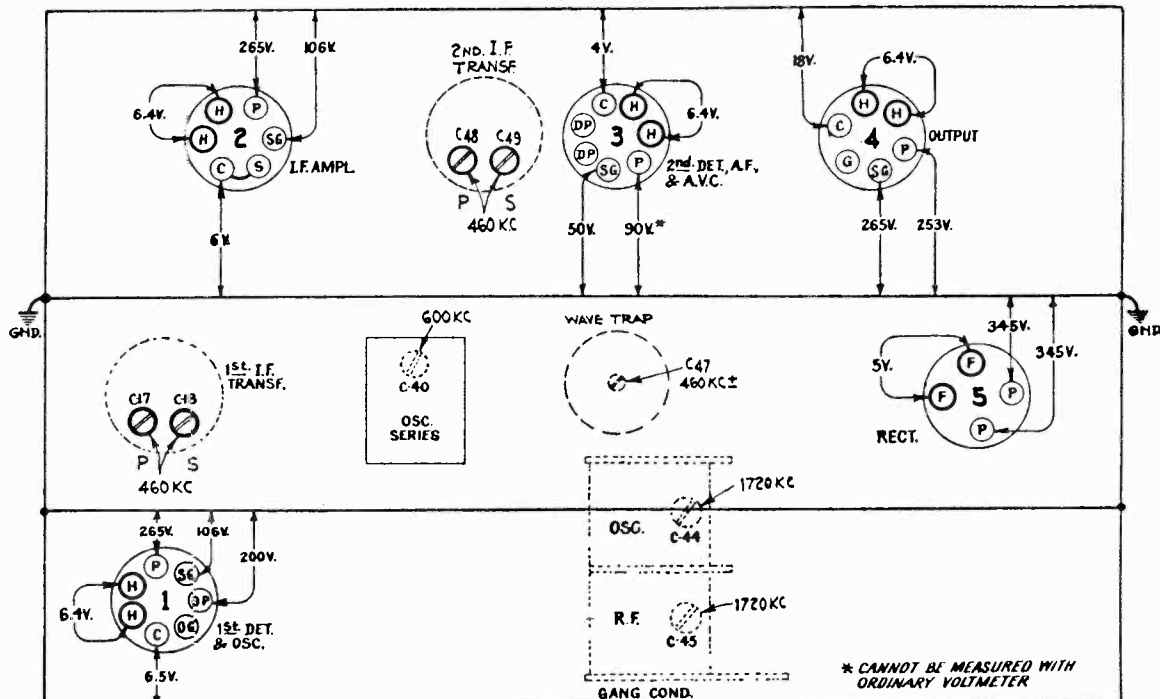 265V.
106V.
6.4V.
H
P
H
2
SG
C
S
I.F. AMPL.
6V.
2ND. I.F.
TRANSF.
C48
C49
P
S
460 KC
4V.
C
H
6.4V.
DP
3
H
DP
SG
P
2nd. DET., A.F.,
& A.V.C.
50V.
90V.*
18V.
6.4V.
H
H
C
4
OUTPUT
P
G
SG
265V.
253V.
GND.
GND.
1st. I.F.
TRANSF.
C17
C18
P
S
460 KC
600 KC
C-40
OSC.
SERIES
WAVE TRAP
C47
460 KC±
345V.
345V.
5V.
F
F
5
P
P
RECT.
265V.
106V.
200V.
P
H
SG
6.4V.
1
OP
H
OG
C
1st DET.
& OSC.
6.5V.
1720 KC
OSC.
C-44
1720 KC
R.F.
C-45
GANG COND.
* CANNOT BE MEASURED WITH
ORDINARY VOLTMETER